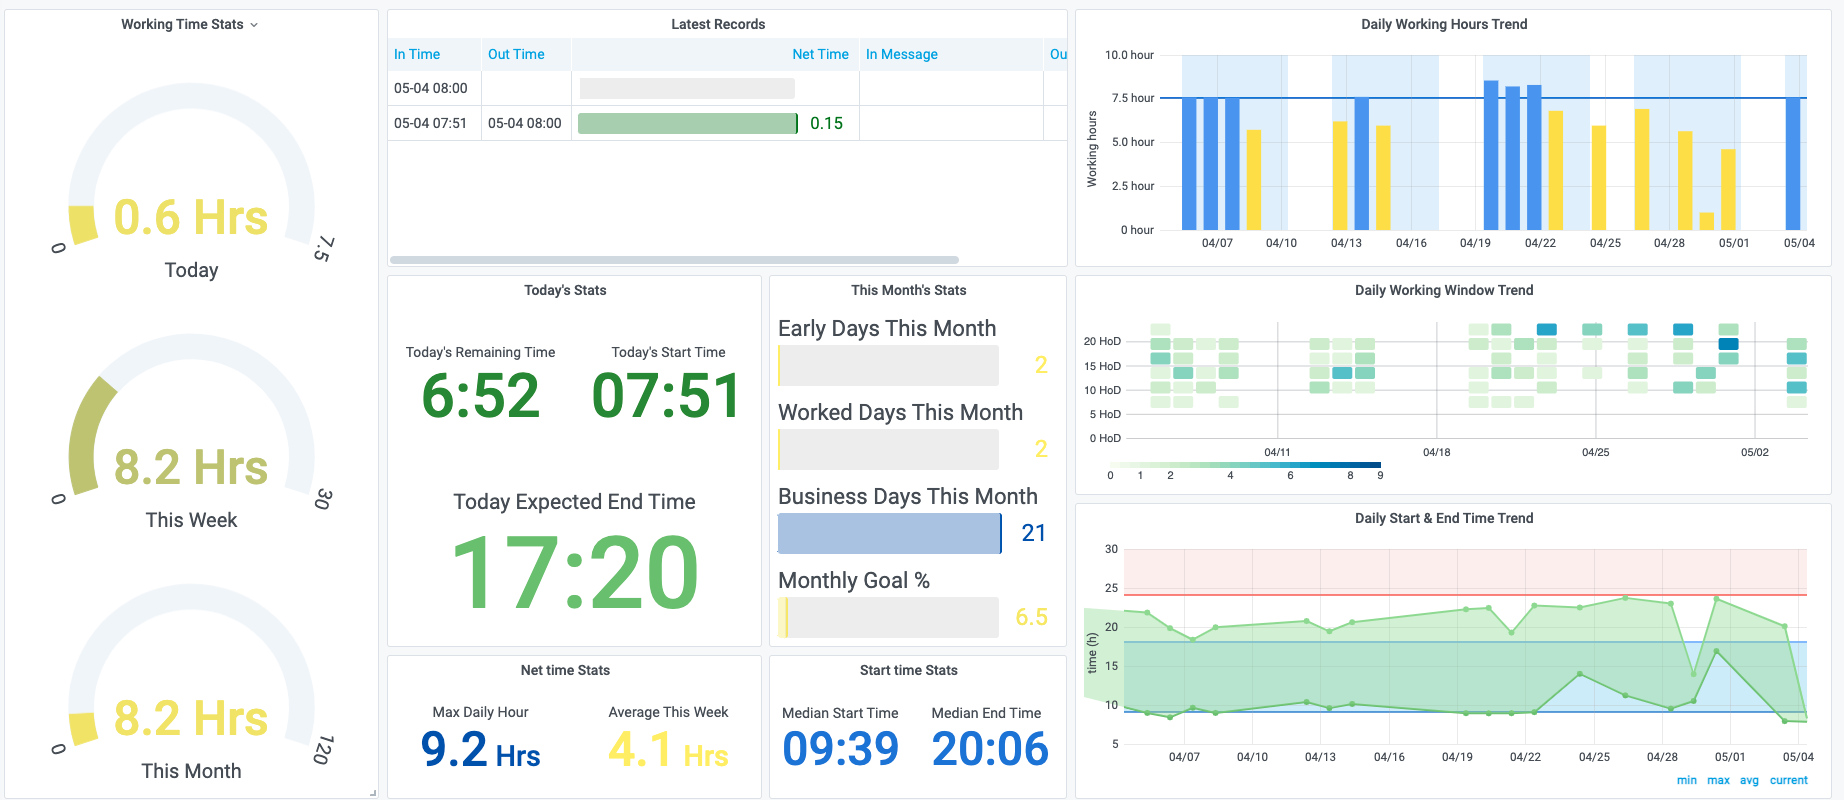 Working Time Stats
0.6 Hrs
0
7.5
Today
8.2 Hrs
0
30
This Week
8.2 Hrs
0
120
This Month
Latest Records
In Time Out Time Net Time In Message Ou
05-04 08:00
05-04 07:51 05-04 08:00 0.15
Today's Stats
Today's Remaining Time Today's Start Time
6:52 07:51
Today Expected End Time
17:20
This Month's Stats
Early Days This Month
2
Worked Days This Month
2
Business Days This Month
21
Monthly Goal %
6.5
Net time Stats
Max Daily Hour Average This Week
9.2 Hrs 4.1 Hrs
Start time Stats
Median Start Time Median End Time
09:39 20:06
Daily Working Hours Trend
Working hours
10.0 hour
7.5 hour
5.0 hour
2.5 hour
0 hour
04/07 04/10 04/13 04/16 04/19 04/22 04/25 04/28 05/01 05/04
Daily Working Window Trend
20 HoD
15 HoD
10 HoD
5 HoD
0 HoD
04/11 04/18 04/25 05/02
0 1 2 4 6 8 9
Daily Start & End Time Trend
time (h)
30
25
20
15
10
5
04/07 04/10 04/13 04/16 04/19 04/22 04/25 04/28 05/01 05/04
min max avg current